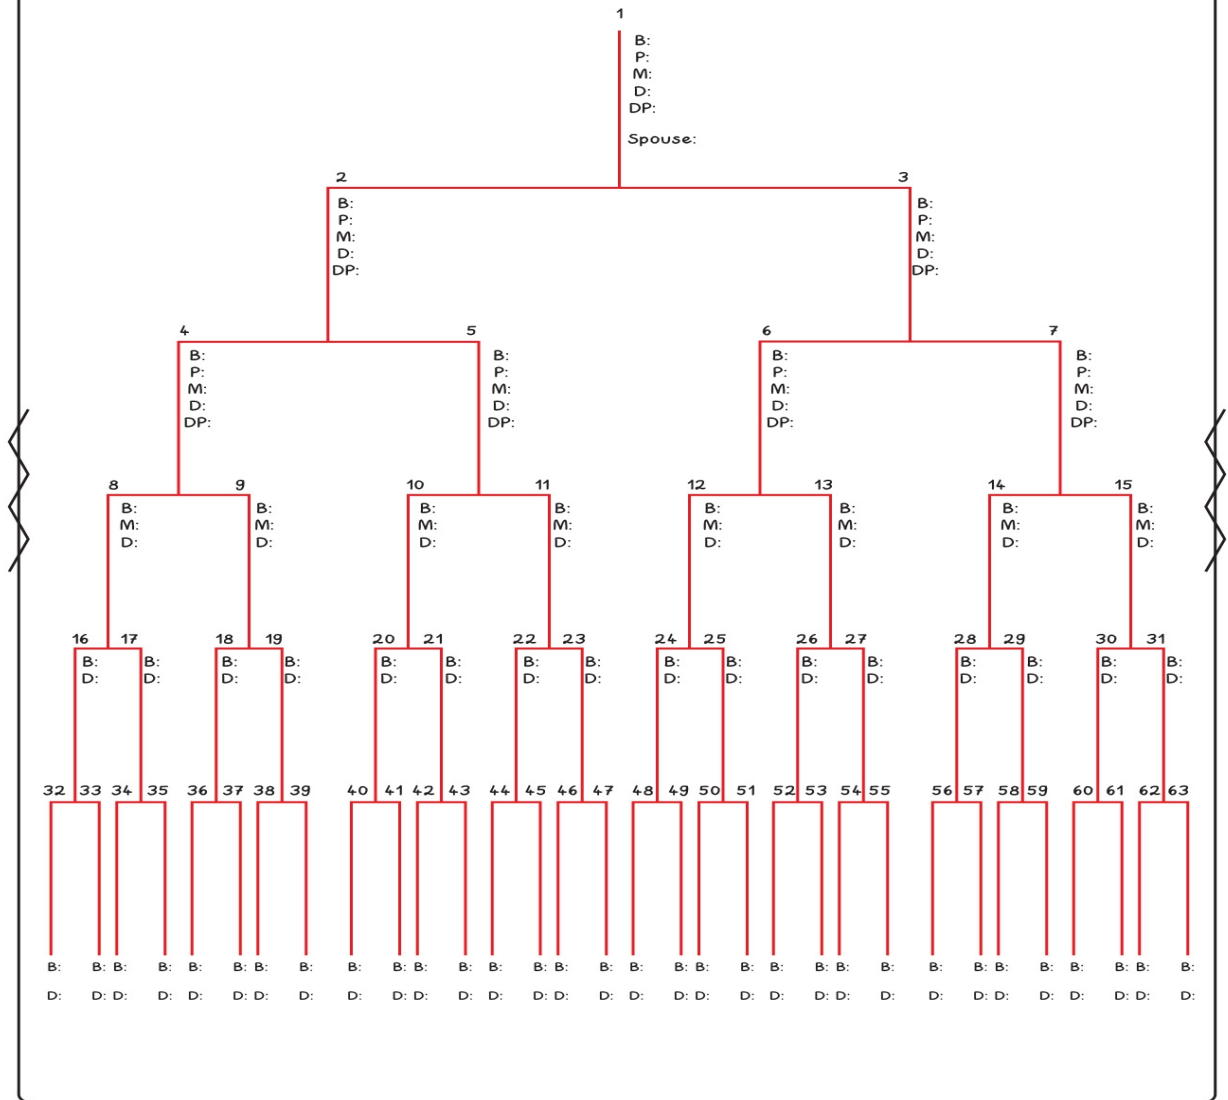 1
B:
P:
M:
D:
DP:
Spouse:
2 3
B: B:
P: P:
M: M:
D: D:
DP: DP:
4 5 6 7
B: B: B: B:
P: P: P: P:
M: M: M: M:
D: D: D: D:
DP: DP: DP: DP:
8 9 10 11 12 13 14 15
B: B: B: B: B: B: B: B:
M: M: M: M: M: M: M: M:
D: D: D: D: D: D: D: D:
16 17 18 19 20 21 22 23 24 25 26 27 28 29 30 31
B: B: B: B: B: B: B: B: B: B: B: B: B: B: B: B:
D: D: D: D: D: D: D: D: D: D: D: D: D: D: D: D:
32 33 34 35 36 37 38 39 40 41 42 43 44 45 46 47 48 49 50 51 52 53 54 55 56 57 58 59 60 61 62 63
B: B: B: B: B: B: B: B: B: B: B: B: B: B: B: B: B: B: B: B: B: B: B: B: B: B: B: B: B: B: B: B:
D: D: D: D: D: D: D: D: D: D: D: D: D: D: D: D: D: D: D: D: D: D: D: D: D: D: D: D: D: D: D: D: